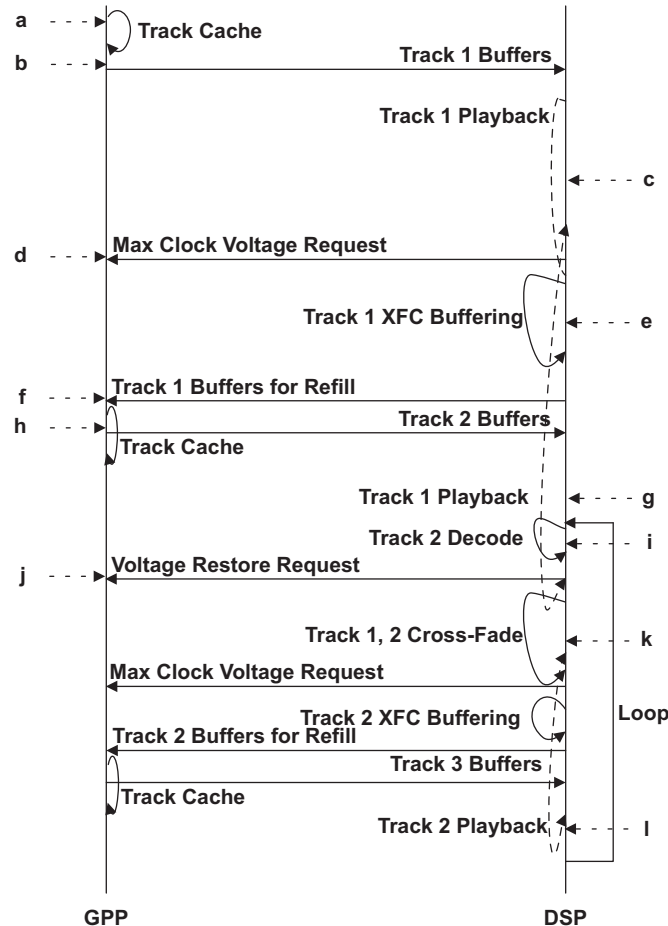 a
Track Cache
b
Track 1 Buffers
Track 1 Playback
c
d
Max Clock Voltage Request
Track 1 XFC Buffering
e
f
Track 1 Buffers for Refill
h
Track 2 Buffers
Track Cache
Track 1 Playback
g
Track 2 Decode
i
j
Voltage Restore Request
Track 1, 2 Cross-Fade
k
Max Clock Voltage Request
Track 2 XFC Buffering
Loop
Track 2 Buffers for Refill
Track 3 Buffers
Track Cache
Track 2 Playback
l
GPP
DSP